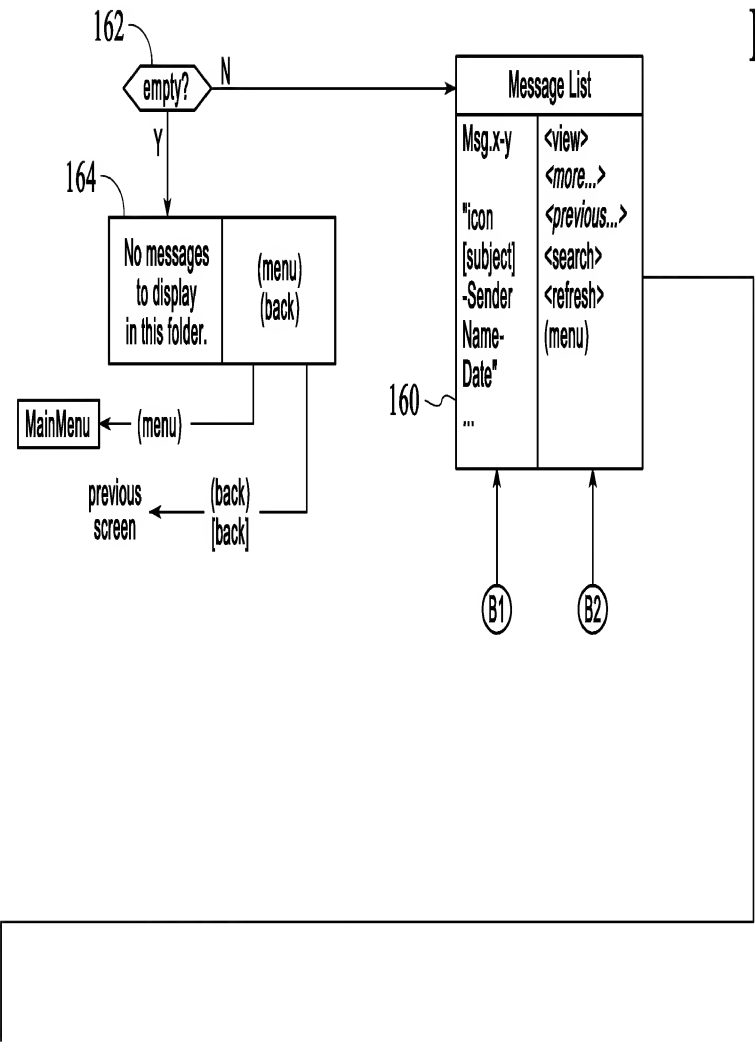 162
empty?
N
Y
164
No messages
to display
in this folder.
(menu)
(back)
MainMenu
(menu)
previous
screen
(back)
[back]
Message List
Msg.x-y
"icon
[subject]
-Sender
Name-
Date"
...
<view>
<more...>
<previous...>
<search>
<refresh>
(menu)
160
B1
B2